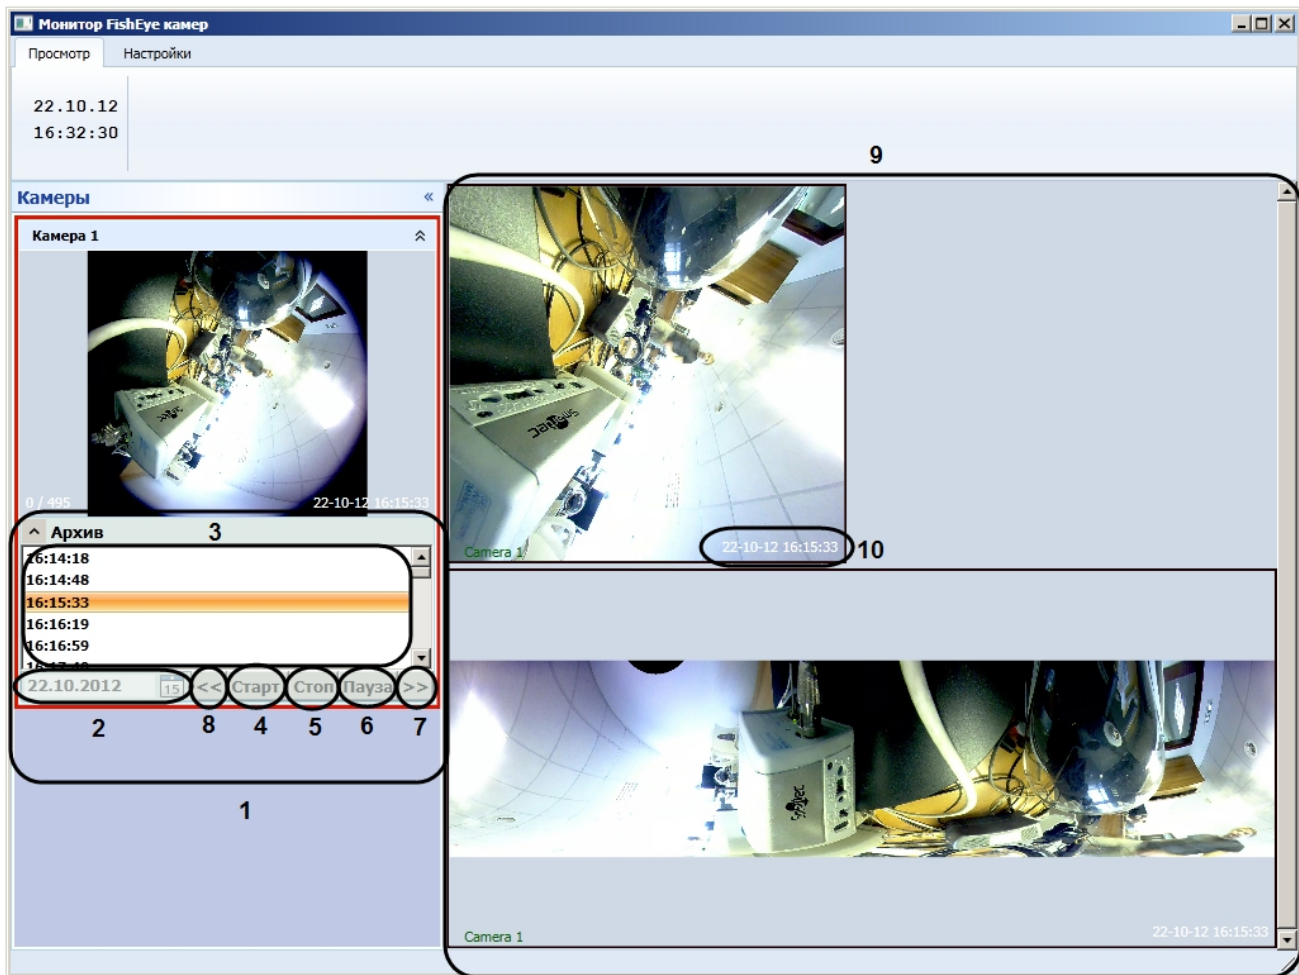 Монитор FishEye камер
Просмотр Настройки
22.10.12
16:32:30
9
Камеры «
Камера 1
0 / 495 22-10-12 16:15:33
Архив 3
16:14:18
16:14:48
16:15:33
16:16:19
16:16:59
22.10.2012 15 << Старт Стоп Пауза >>
2 8 4 5 6 7
1
Camera 1 22-10-12 16:15:33 10
Camera 1 22-10-12 16:15:33